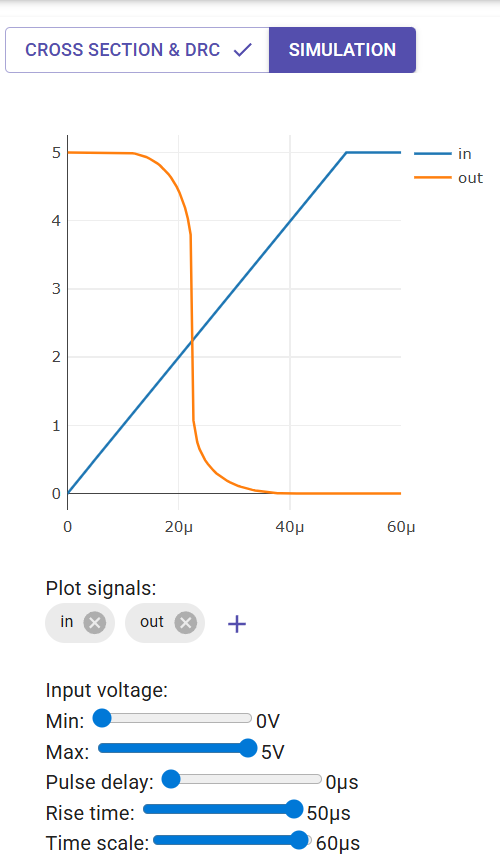 CROSS SECTION & DRC SIMULATION
in
out
5
4
3
2
1
0
0 20μ 40μ 60μ
Plot signals:
in out +
Input voltage:
Min: 0V
Max: 5V
Pulse delay: 0μs
Rise time: 50μs
Time scale: 60μs